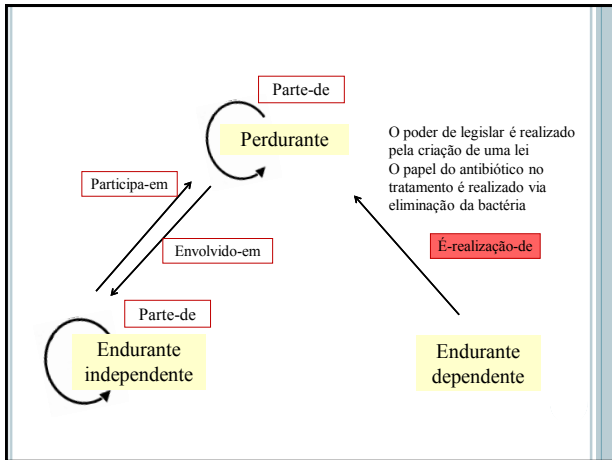 Parte-de
Perdurante
O poder de legislar é realizado
pela criação de uma lei
O papel do antibiótico no
tratamento é realizado via
eliminação da bactéria
Participa-em
Envolvido-em
É-realização-de
Parte-de
Endurante
independente
Endurante
dependente